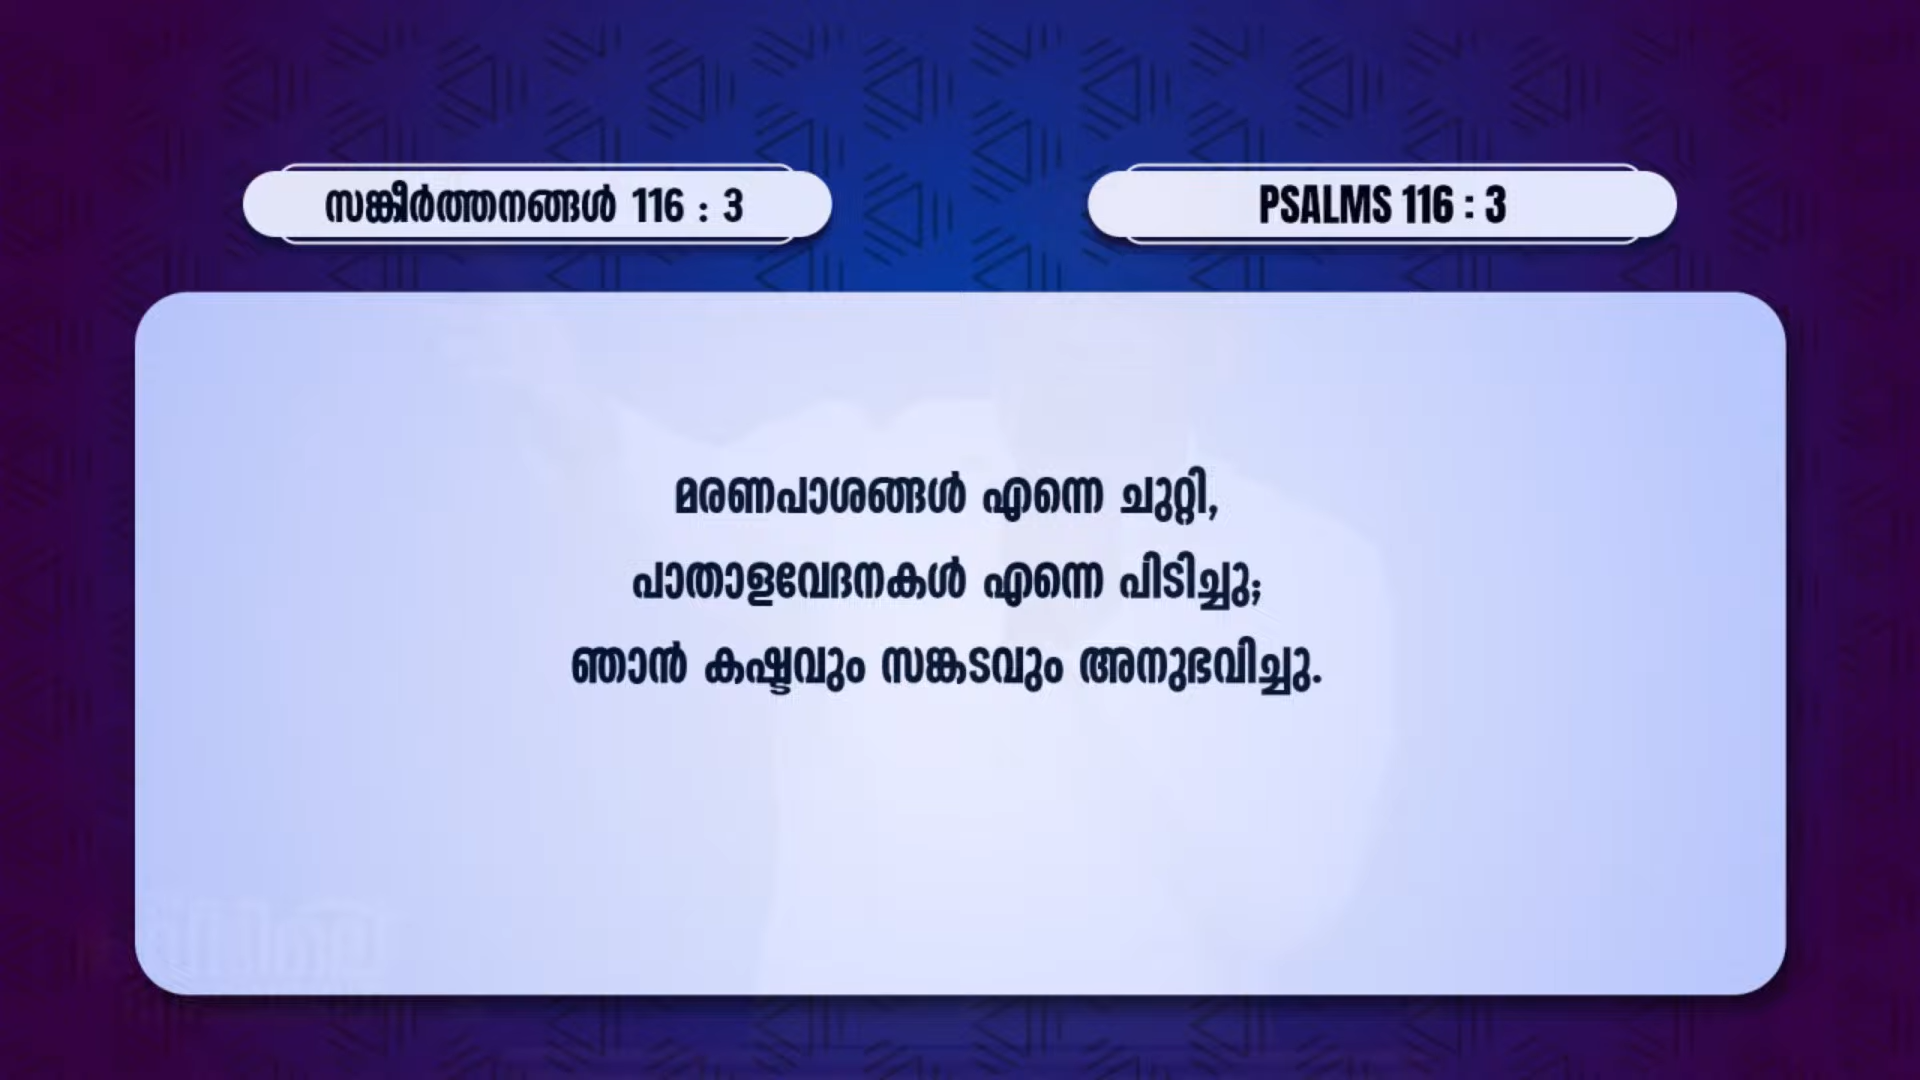 സങ്കീർത്തനങ്ങൾ 116 : 3
PSALMS 116 : 3
മരണപാശങ്ങൾ എന്നെ ചുറ്റി,
പാതാളവേദനകൾ എന്നെ പിടിച്ചു;
ഞാൻ കഷ്ടവും സങ്കടവും അനുഭവിച്ചു.